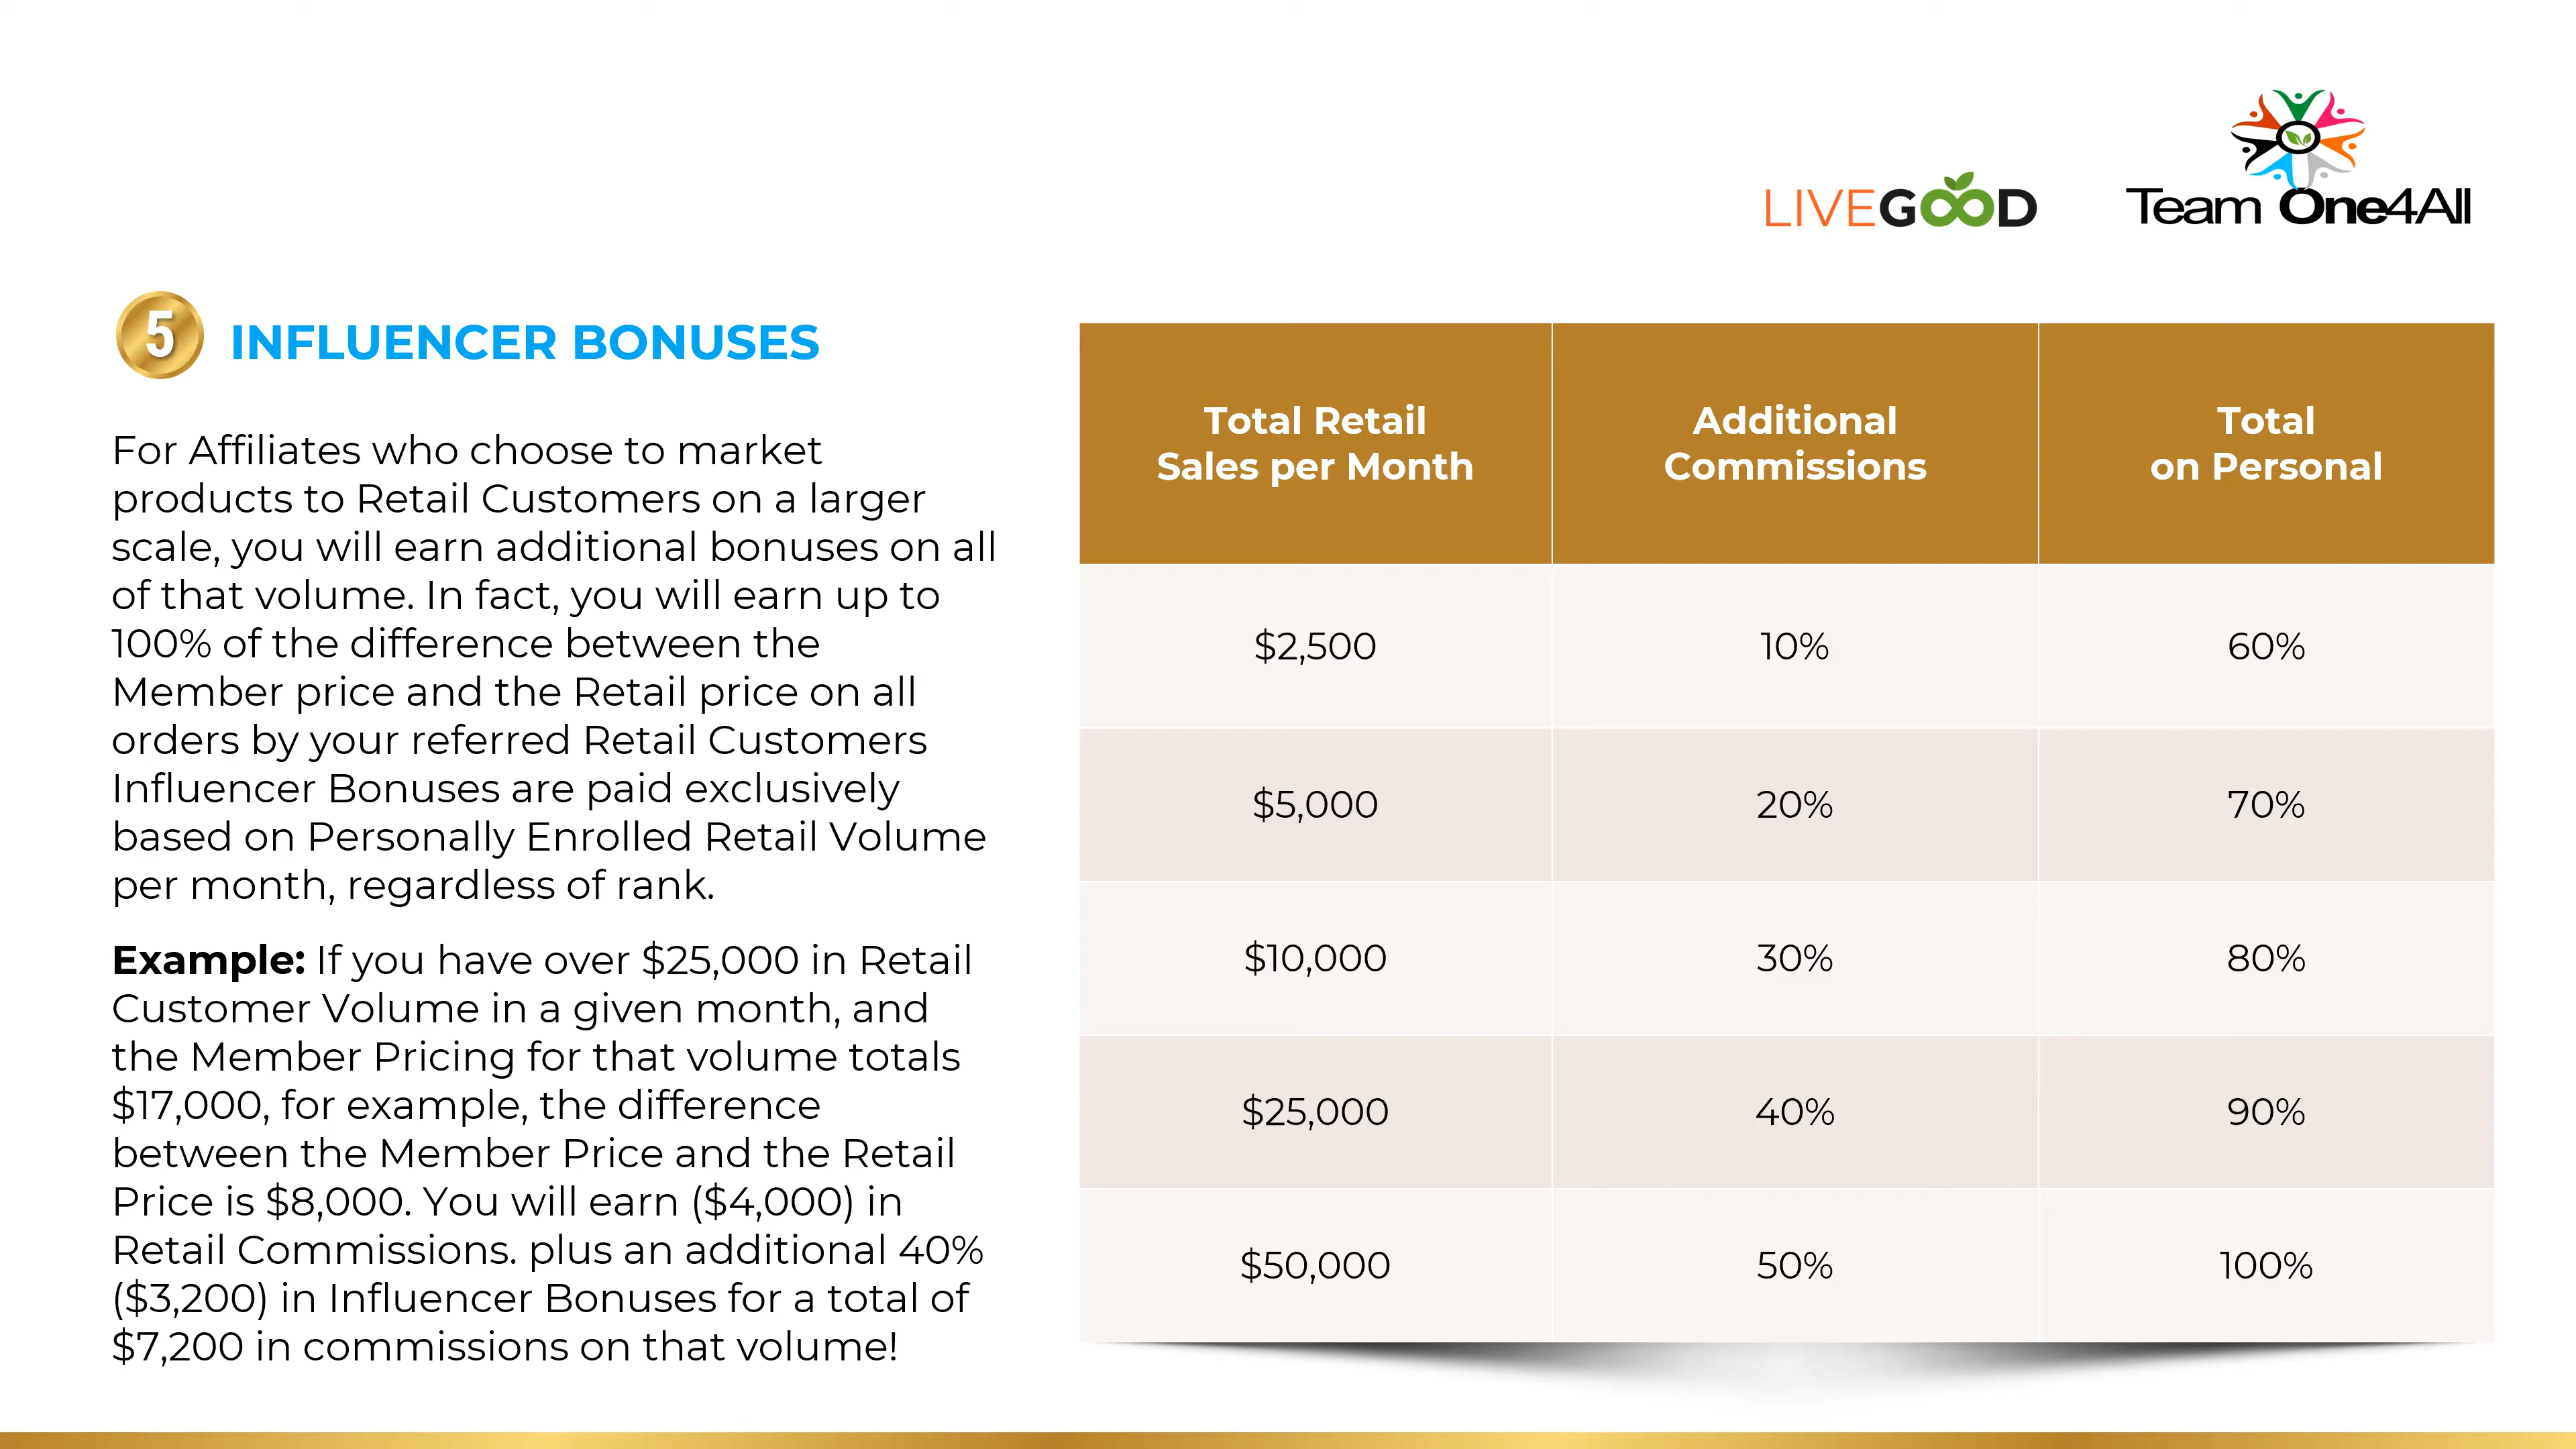 LIVEGOOD
Team One4All
5
INFLUENCER BONUSES
For Affiliates who choose to market
products to Retail Customers on a larger
scale, you will earn additional bonuses on all
of that volume. In fact, you will earn up to
100% of the difference between the
Member price and the Retail price on all
orders by your referred Retail Customers
Influencer Bonuses are paid exclusively
based on Personally Enrolled Retail Volume
per month, regardless of rank.
Example: If you have over $25,000 in Retail
Customer Volume in a given month, and
the Member Pricing for that volume totals
$17,000, for example, the difference
between the Member Price and the Retail
Price is $8,000. You will earn ($4,000) in
Retail Commissions. plus an additional 40%
($3,200) in Influencer Bonuses for a total of
$7,200 in commissions on that volume!
Total Retail
Sales per Month
Additional
Commissions
Total
on Personal
$2,500 10% 60%
$5,000 20% 70%
$10,000 30% 80%
$25,000 40% 90%
$50,000 50% 100%